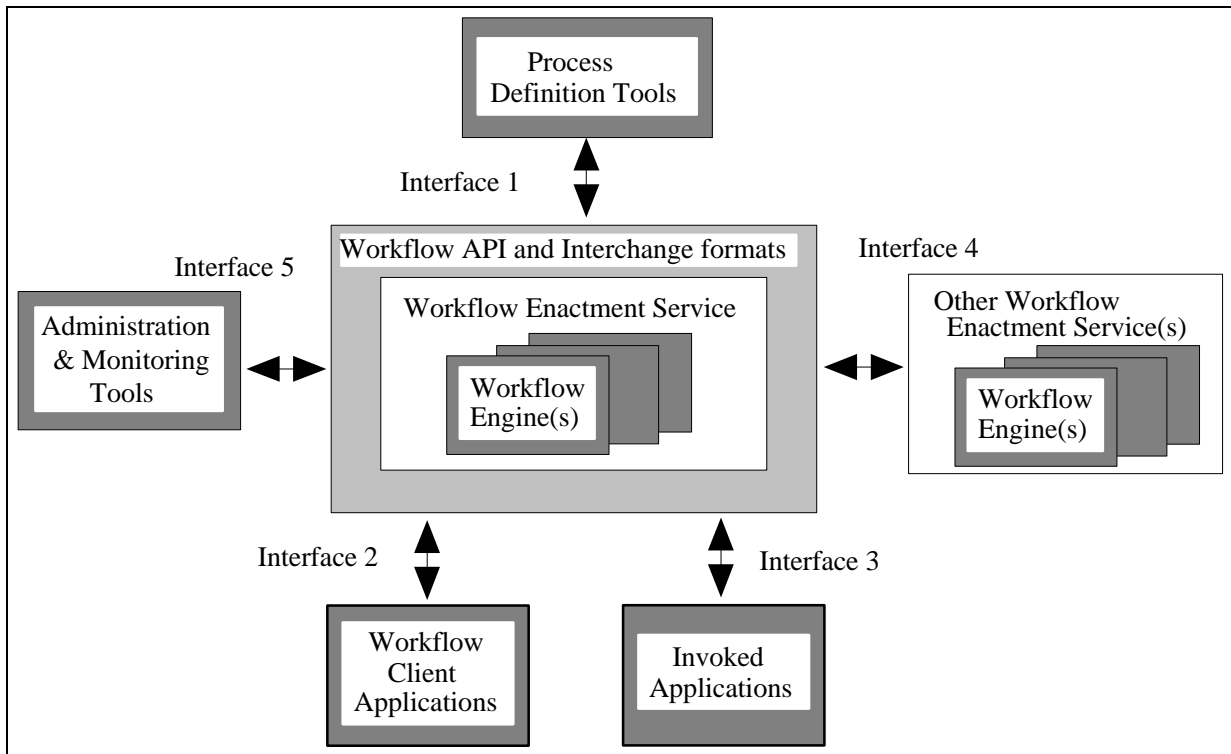 Process
Definition Tools
Interface 1
Workflow API and Interchange formats
Interface 4
Interface 5
Workflow Enactment Service
Other Workflow
Enactment Service(s)
Administration
& Monitoring
Tools
Workflow
Engine(s)
Workflow
Engine(s)
Interface 2
Interface 3
Workflow
Client
Applications
Invoked
Applications